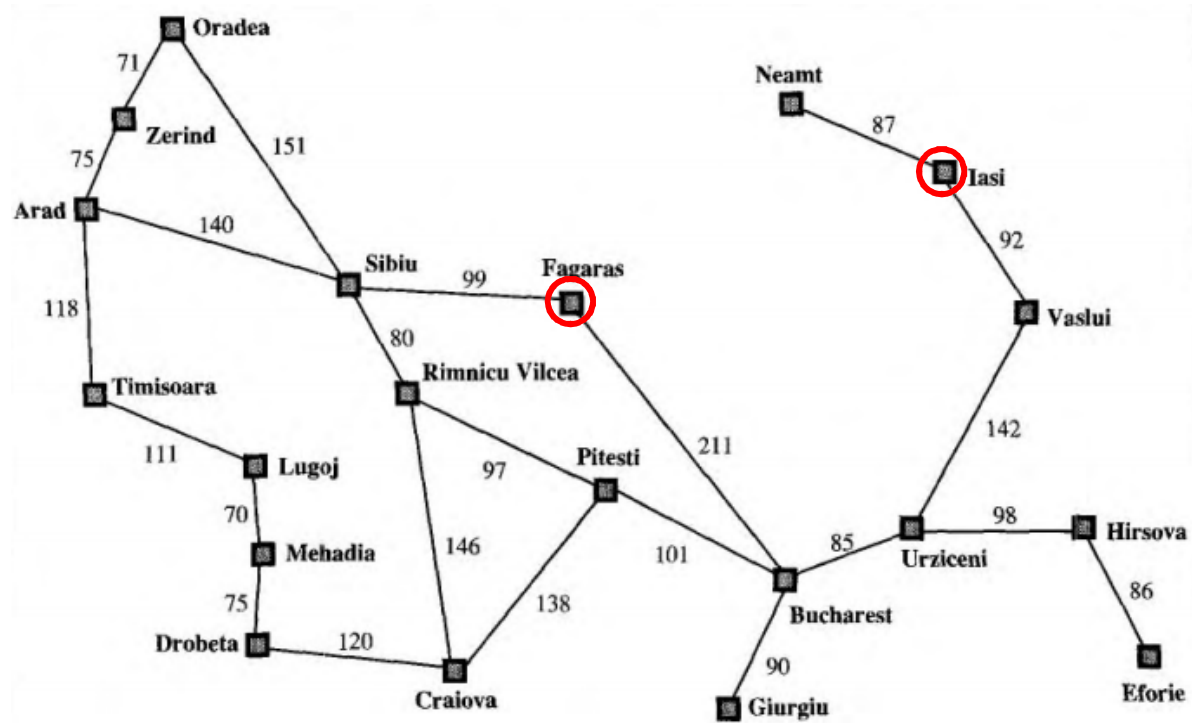 Oradea
Neamt
71
87
Zerind
151
75
Iasi
Arad
140
92
Sibiu
99
Fagaras
118
Vaslui
80
Timisoara
Rimnicu Vilcea
142
111
211
Lugoj
97
Pitesti
70
98
Hirsova
Mehadia
146
101
85
Urziceni
86
75
138
Bucharest
Drobeta
120
90
Craiova
Giurgiu
Eforie